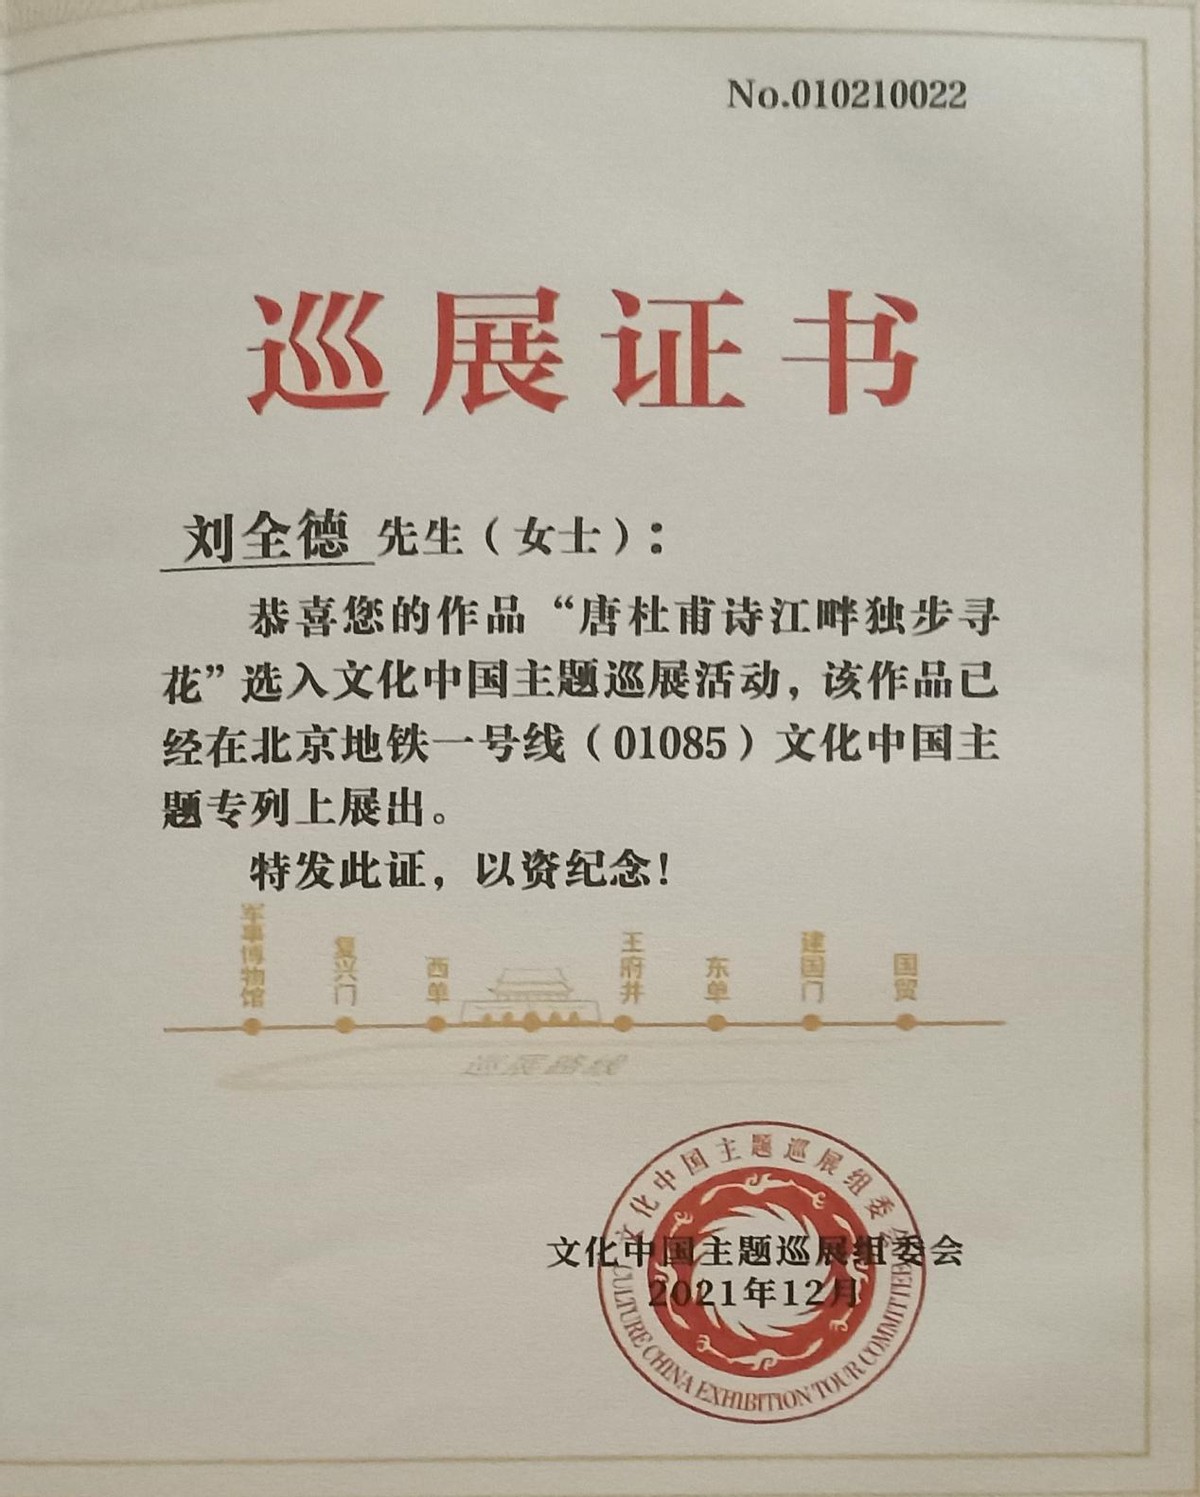 No.010210022
巡展证书
刘全德 先生（女士）：
恭喜您的作品“唐杜甫诗江畔独步寻
花”选入文化中国主题巡展活动，该作品已
经在北京地铁一号线（01085）文化中国主
题专列上展出。
特发此证，以资纪念！
军事博物馆
复兴门
西单
王府井
东单
建国门
国贸
巡展路线
文化中国主题巡展组委会
CULTURE CHINA EXHIBITION TOUR COMMITTEE
文化中国主题巡展组委会
2021年12月